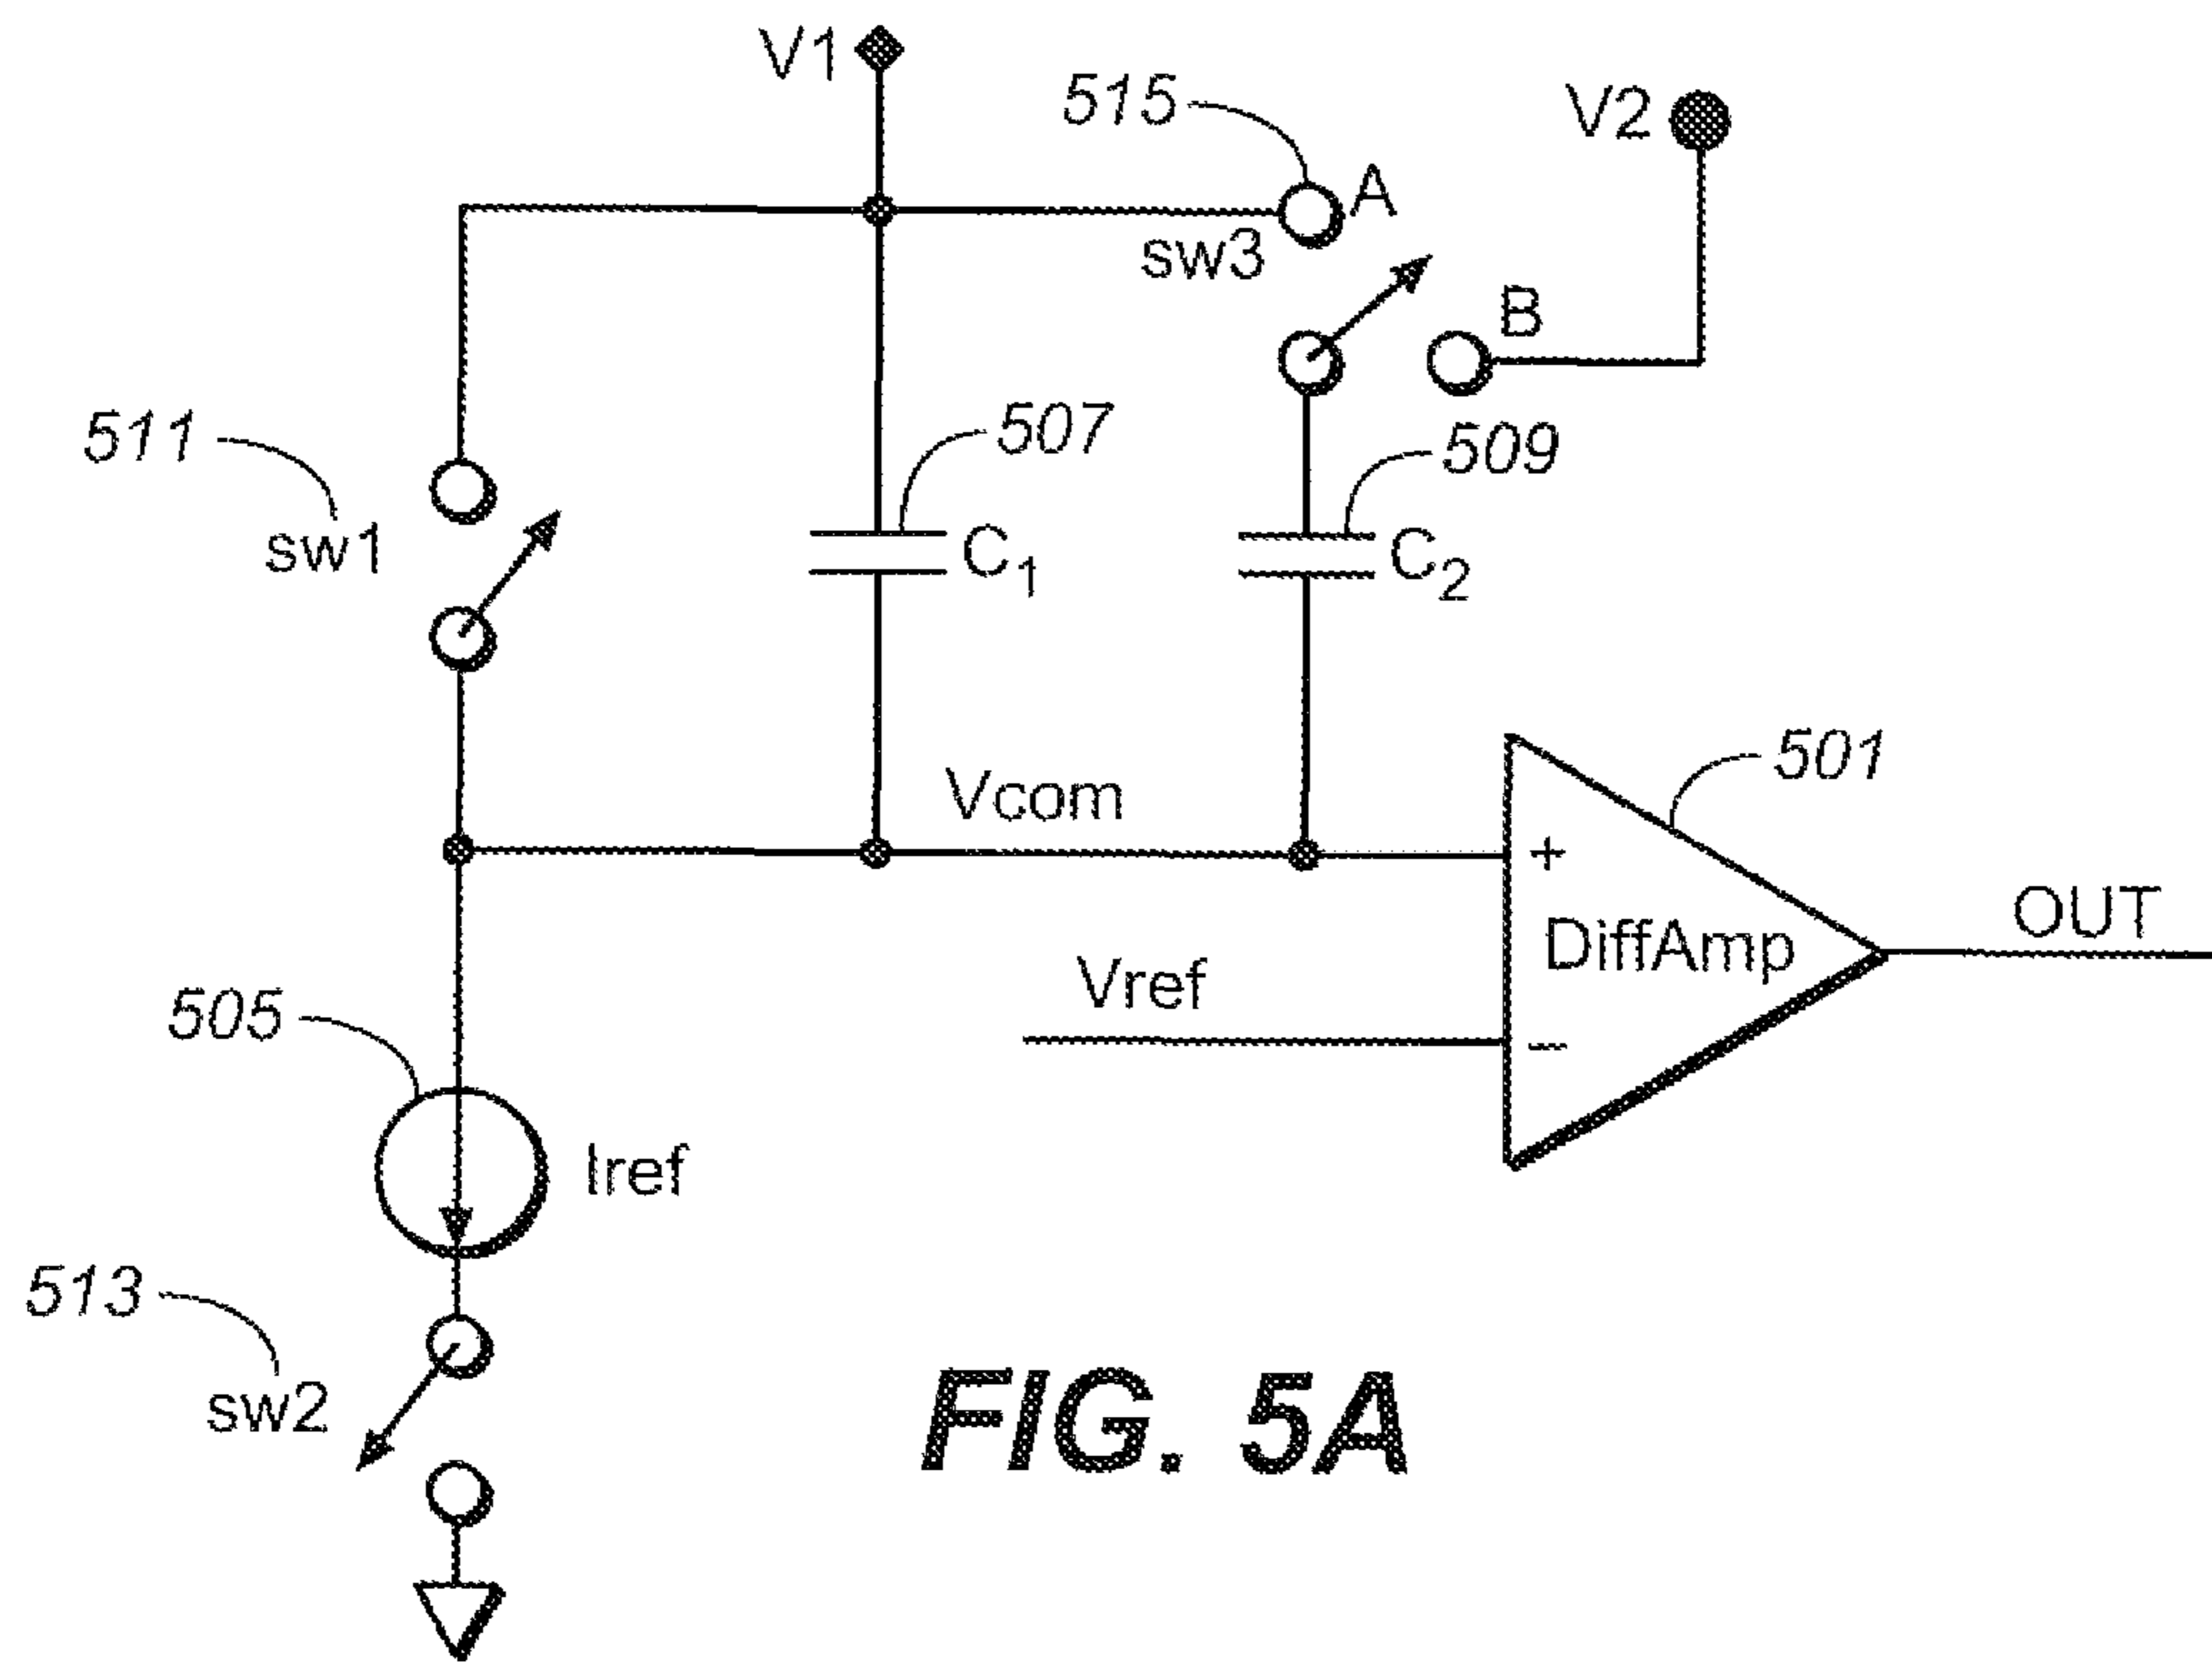 V1
515
V2
A
sw3
B
511
507
509
sw1
C1
C2
Vcom
501
+
DiffAmp
OUT
Vref
–
505
Iref
513
sw2
FIG. 5A